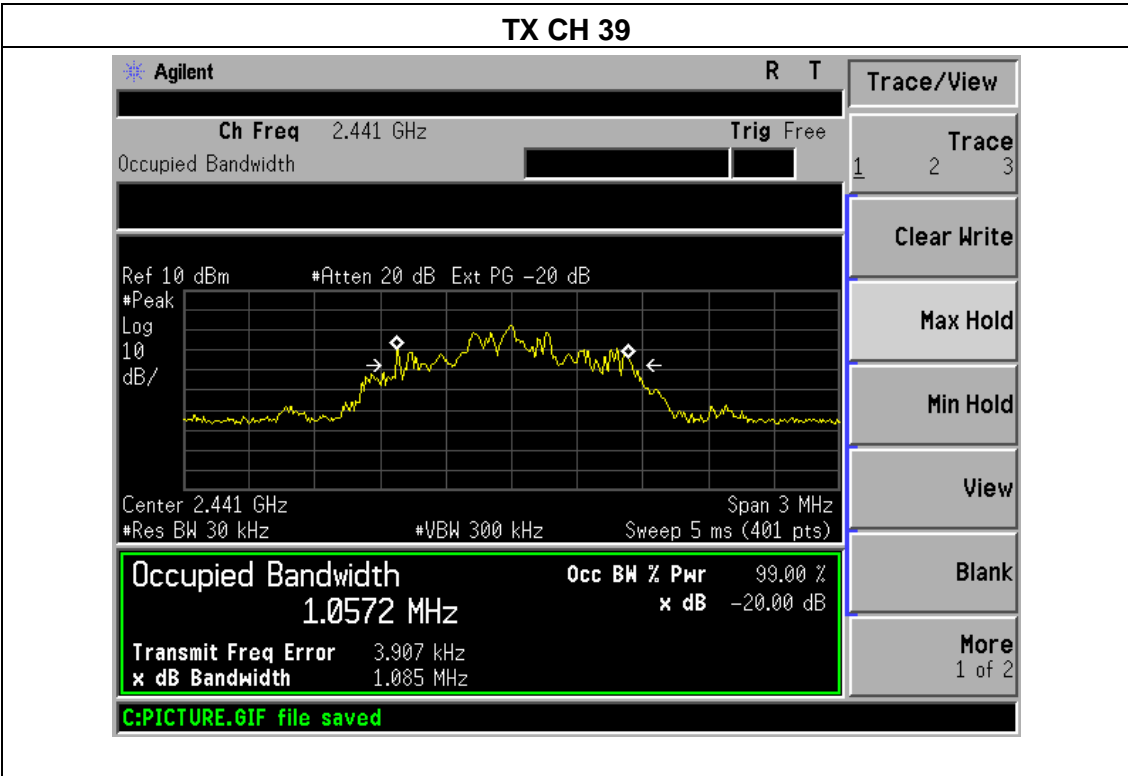 TX CH 39
Agilent R T
Ch Freq 2.441 GHz Trig Free
Occupied Bandwidth
Ref 10 dBm #Atten 20 dB Ext PG -20 dB
#Peak
Log
10
dB/
Center 2.441 GHz Span 3 MHz
#Res BW 30 kHz #VBW 300 kHz Sweep 5 ms (401 pts)
Occupied Bandwidth Occ BW % Pwr 99.00 %
1.0572 MHz x dB -20.00 dB
Transmit Freq Error 3.907 kHz
x dB Bandwidth 1.085 MHz
C:PICTURE.GIF file saved
Trace/View
Trace
1 2 3
Clear Write
Max Hold
Min Hold
View
Blank
More
1 of 2